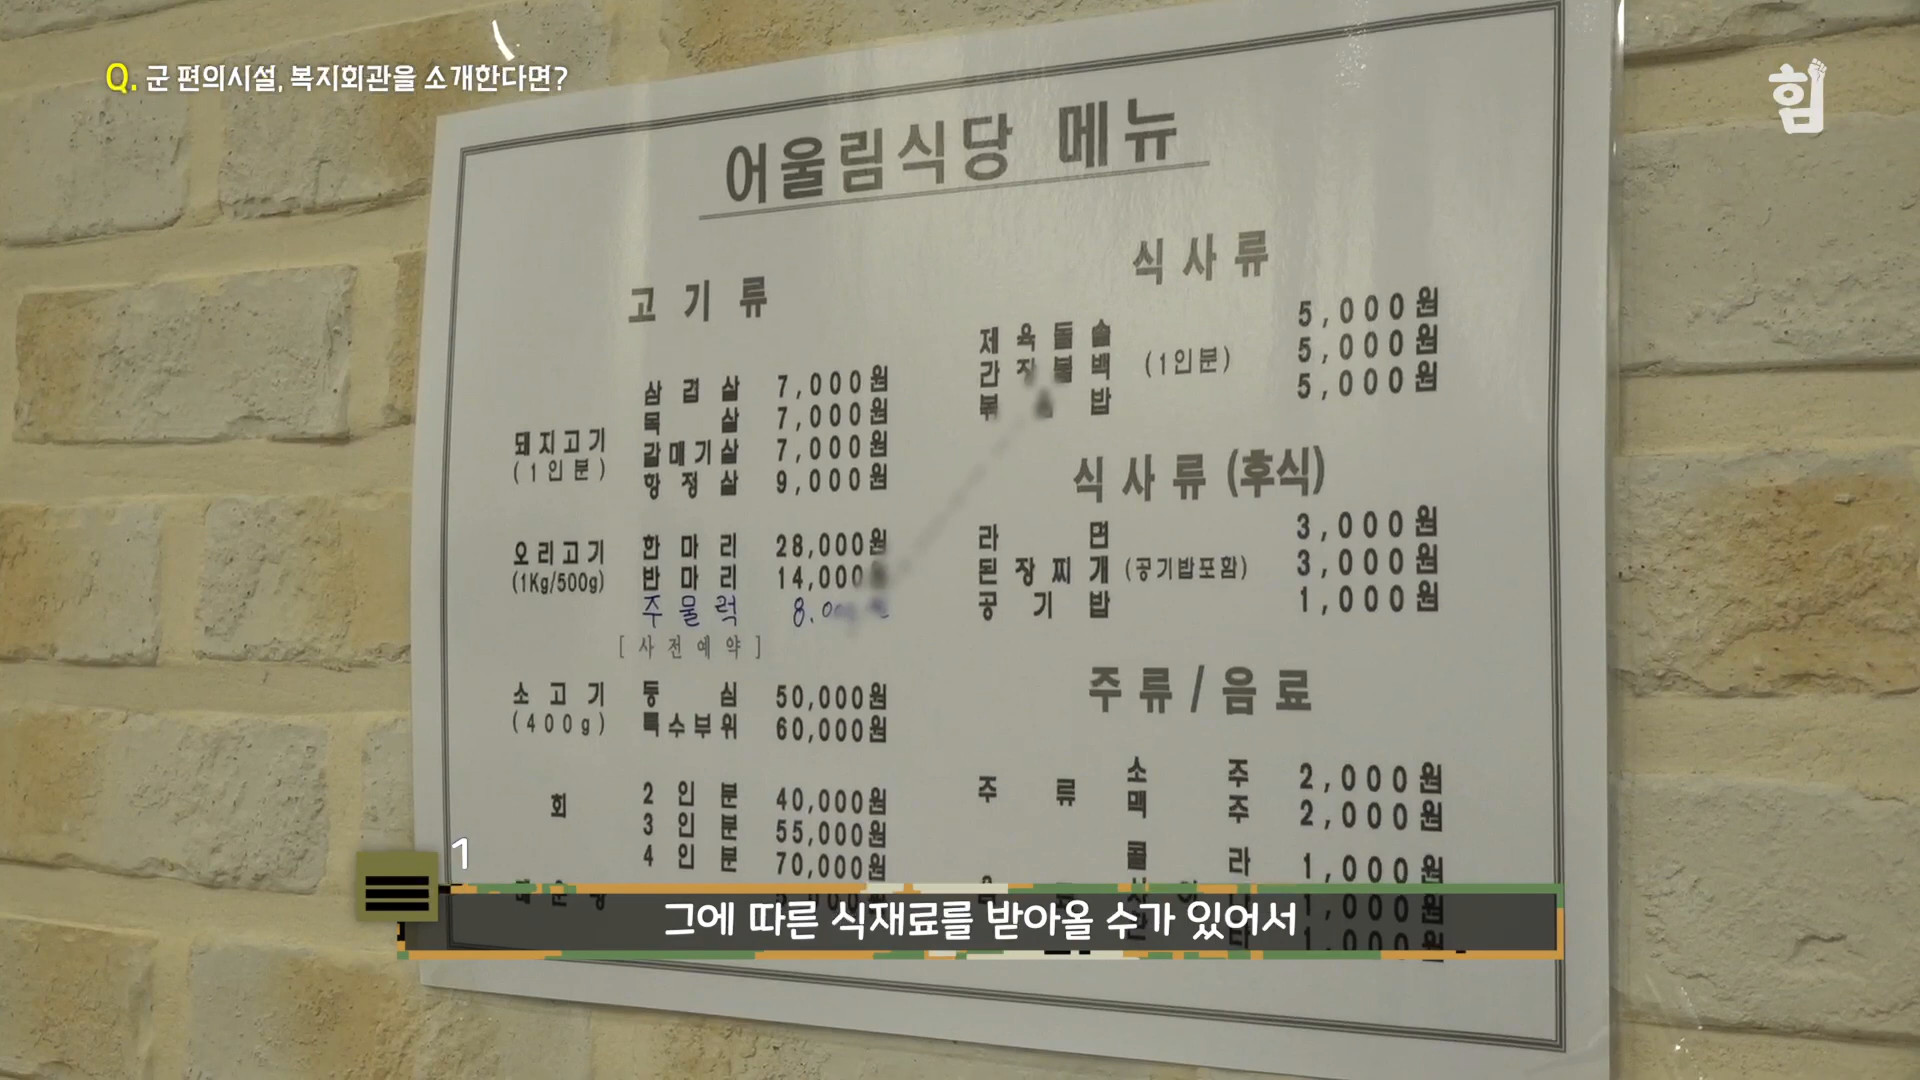 Q. 군 편의시설, 복지회관을 소개한다면?
힘
어울림식당 메뉴
고기류
돼지고기
(1인분)
삼겹살 7,000원
목살 7,000원
갈매기살 7,000원
항정살 9,000원
오리고기
(1Kg/500g)
한마리 28,000원
반마리 14,000
주물럭 8.
[사전예약]
소고기
(400g)
등심 50,000원
특수부위 60,000원
회
2인분 40,000원
3인분 55,000원
4인분 70,000원
식사류
제육돌솥 5,000원
간장불백 (1인분) 5,000원
볶음밥 5,000원
식사류 (후식)
라면 3,000원
된장찌개 (공기밥포함) 3,000원
공기밥 1,000원
주류/음료
주류
소주 2,000원
맥주 2,000원
콜라 1,000원
1,000원
1,000원
1
그에 따른 식재료를 받아올 수가 있어서